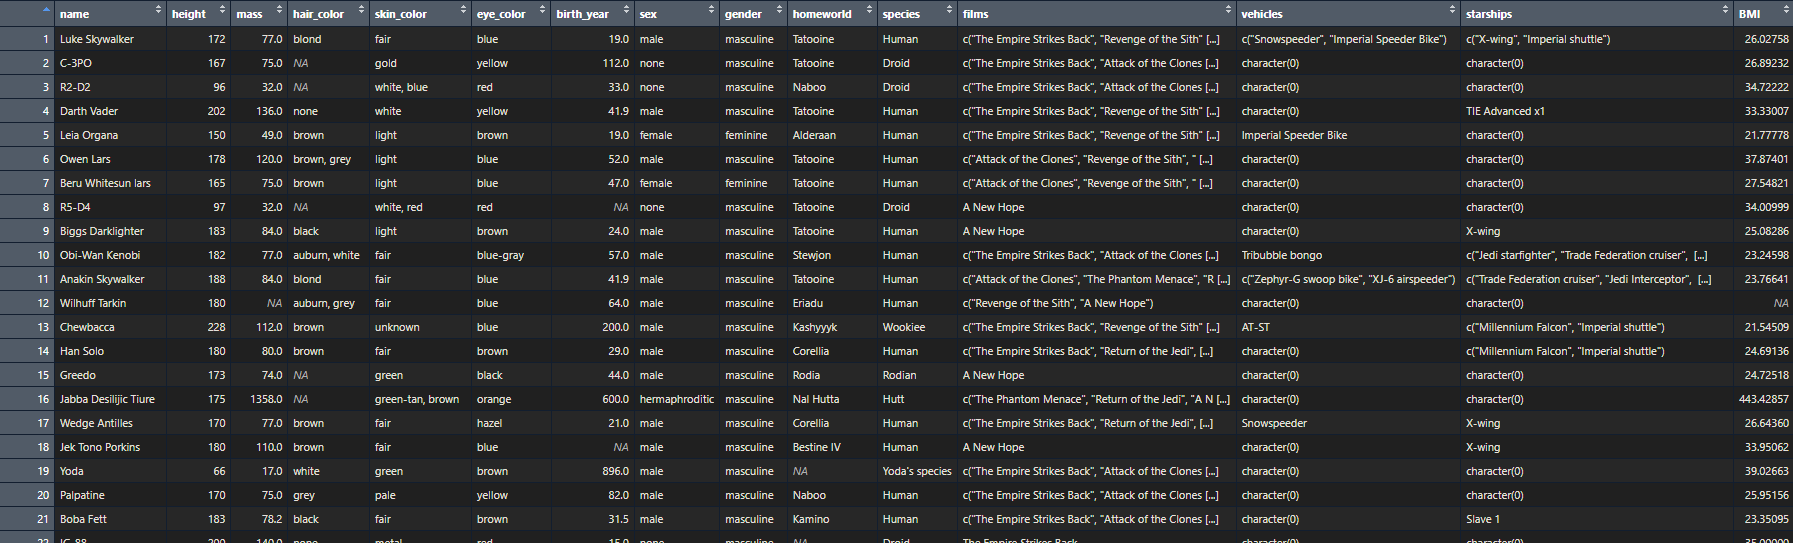 name height mass hair_color skin_color eye_color birth_year sex gender homeworld species films vehicles starships BMI
1 Luke Skywalker 172 77.0 blond fair blue 19.0 male masculine Tatooine Human c("The Empire Strikes Back", "Revenge of the Sith" [...] c("Snowspeeder", "Imperial Speeder Bike") c("X-wing", "Imperial shuttle") 26.02758
2 C-3PO 167 75.0 NA gold yellow 112.0 none masculine Tatooine Droid c("The Empire Strikes Back", "Attack of the Clones [...] character(0) character(0) 26.89232
3 R2-D2 96 32.0 NA white, blue red 33.0 none masculine Naboo Droid c("The Empire Strikes Back", "Attack of the Clones [...] character(0) character(0) 34.72222
4 Darth Vader 202 136.0 none white yellow 41.9 male masculine Tatooine Human c("The Empire Strikes Back", "Revenge of the Sith" [...] character(0) TIE Advanced x1 33.33007
5 Leia Organa 150 49.0 brown light brown 19.0 female feminine Alderaan Human c("The Empire Strikes Back", "Revenge of the Sith" [...] Imperial Speeder Bike character(0) 21.77778
6 Owen Lars 178 120.0 brown, grey light blue 52.0 male masculine Tatooine Human c("Attack of the Clones", "Revenge of the Sith", " [...] character(0) character(0) 37.87401
7 Beru Whitesun lars 165 75.0 brown light blue 47.0 female feminine Tatooine Human c("Attack of the Clones", "Revenge of the Sith", " [...] character(0) character(0) 27.54821
8 R5-D4 97 32.0 NA white, red red NA none masculine Tatooine Droid A New Hope character(0) character(0) 34.00999
9 Biggs Darklighter 183 84.0 black light brown 24.0 male masculine Tatooine Human A New Hope character(0) X-wing 25.08286
10 Obi-Wan Kenobi 182 77.0 auburn, white fair blue-gray 57.0 male masculine Stewjon Human c("The Empire Strikes Back", "Attack of the Clones [...] Tribubble bongo c("Jedi starfighter", "Trade Federation cruiser", [...] 23.24598
11 Anakin Skywalker 188 84.0 blond fair blue 41.9 male masculine Tatooine Human c("Attack of the Clones", "The Phantom Menace", "R [...] c("Zephyr-G swoop bike", "XJ-6 airspeeder") c("Trade Federation cruiser", "Jedi Interceptor", [...] 23.76641
12 Wilhuff Tarkin 180 NA auburn, grey fair blue 64.0 male masculine Eriadu Human c("Revenge of the Sith", "A New Hope") character(0) character(0) NA
13 Chewbacca 228 112.0 brown unknown blue 200.0 male masculine Kashyyyk Wookiee c("The Empire Strikes Back", "Revenge of the Sith" [...] AT-ST c("Millennium Falcon", "Imperial shuttle") 21.54509
14 Han Solo 180 80.0 brown fair brown 29.0 male masculine Corellia Human c("The Empire Strikes Back", "Return of the Jedi", [...] character(0) c("Millennium Falcon", "Imperial shuttle") 24.69136
15 Greedo 173 74.0 NA green black 44.0 male masculine Rodia Rodian A New Hope character(0) character(0) 24.72518
16 Jabba Desilijic Tiure 175 1358.0 NA green-tan, brown orange 600.0 hermaphroditic masculine Nal Hutta Hutt c("The Phantom Menace", "Return of the Jedi", "A N [...] character(0) character(0) 443.42857
17 Wedge Antilles 170 77.0 brown fair hazel 21.0 male masculine Corellia Human c("The Empire Strikes Back", "Return of the Jedi", [...] Snowspeeder X-wing 26.64360
18 Jek Tono Porkins 180 110.0 brown fair blue NA male masculine Bestine IV Human A New Hope character(0) X-wing 33.95062
19 Yoda 66 17.0 white green brown 896.0 male masculine NA Yoda's species c("The Empire Strikes Back", "Attack of the Clones [...] character(0) character(0) 39.02663
20 Palpatine 170 75.0 grey pale yellow 82.0 male masculine Naboo Human c("The Empire Strikes Back", "Attack of the Clones [...] character(0) character(0) 25.95156
21 Boba Fett 183 78.2 black fair brown 31.5 male masculine Kamino Human c("The Empire Strikes Back", "Attack of the Clones [...] character(0) Slave 1 23.35095
22 IG-88 200 140.0 none metal red 15.0 none masculine NA Droid The Empire Strikes Back character(0) character(0) 35.00000